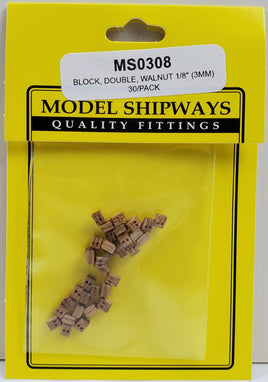 MS0308
BLOCK, DOUBLE, WALNUT 1/8" (3MM)
30/PACK
MODEL SHIPWAYS
QUALITY FITTINGS